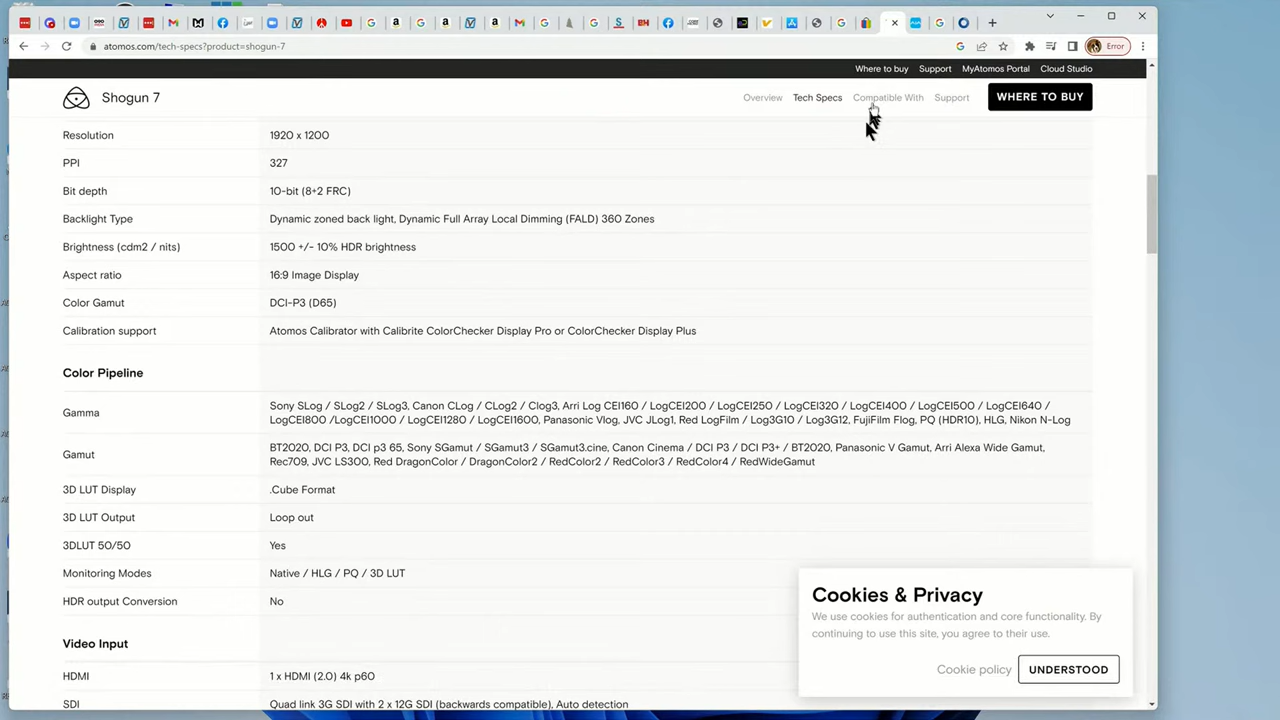 atomos.com/tech-specs?product=shogun-7
Error
Where to buy Support MyAtomos Portal Cloud Studio
Shogun 7
Overview Tech Specs Compatible With Support WHERE TO BUY
Resolution 1920 x 1200
PPI 327
Bit depth 10-bit (8+2 FRC)
Backlight Type Dynamic zoned back light, Dynamic Full Array Local Dimming (FALD) 360 Zones
Brightness (cdm2 / nits) 1500 +/- 10% HDR brightness
Aspect ratio 16:9 Image Display
Color Gamut DCI-P3 (D65)
Calibration support Atomos Calibrator with Calibrite ColorChecker Display Pro or ColorChecker Display Plus
Color Pipeline
Gamma Sony SLog / SLog2 / SLog3, Canon CLog / CLog2 / Clog3, Arri Log CEI160 / LogCEI200 / LogCEI250 / LogCEI320 / LogCEI400 / LogCEI500 / LogCEI640 /
LogCEI800 /LogCEI1000 / LogCEI1280 / LogCEI1600, Panasonic Vlog, JVC JLog1, Red LogFilm / Log3G10 / Log3G12, FujiFilm Flog, PQ (HDR10), HLG, Nikon N-Log
Gamut BT2020, DCI P3, DCI p3 65, Sony SGamut / SGamut3 / SGamut3.cine, Canon Cinema / DCI P3 / DCI P3+ / BT2020, Panasonic V Gamut, Arri Alexa Wide Gamut,
Rec709, JVC LS300, Red DragonColor / DragonColor2 / RedColor2 / RedColor3 / RedColor4 / RedWideGamut
3D LUT Display .Cube Format
3D LUT Output Loop out
3DLUT 50/50 Yes
Monitoring Modes Native / HLG / PQ / 3D LUT
HDR output Conversion No
Video Input
HDMI 1 x HDMI (2.0) 4k p60
SDI Quad link 3G SDI with 2 x 12G SDI (backwards compatible), Auto detection
Cookies & Privacy
We use cookies for authentication and core functionality. By
continuing to use this site, you agree to their use.
Cookie policy UNDERSTOOD